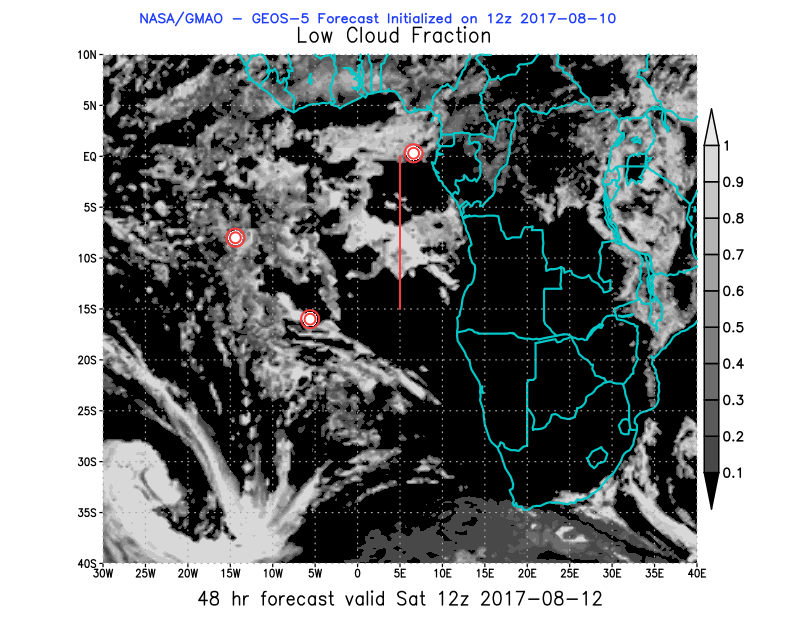 NASA/GMAO - GEOS-5 Forecast Initialized on 12z 2017-08-10
Low Cloud Fraction
10N
5N
EQ
5S
10S
15S
20S
25S
30S
35S
40S
30W 25W 20W 15W 10W 5W 0 5E 10E 15E 20E 25E 30E 35E 40E
1
0.9
0.8
0.7
0.6
0.5
0.4
0.3
0.2
0.1
48 hr forecast valid Sat 12z 2017-08-12